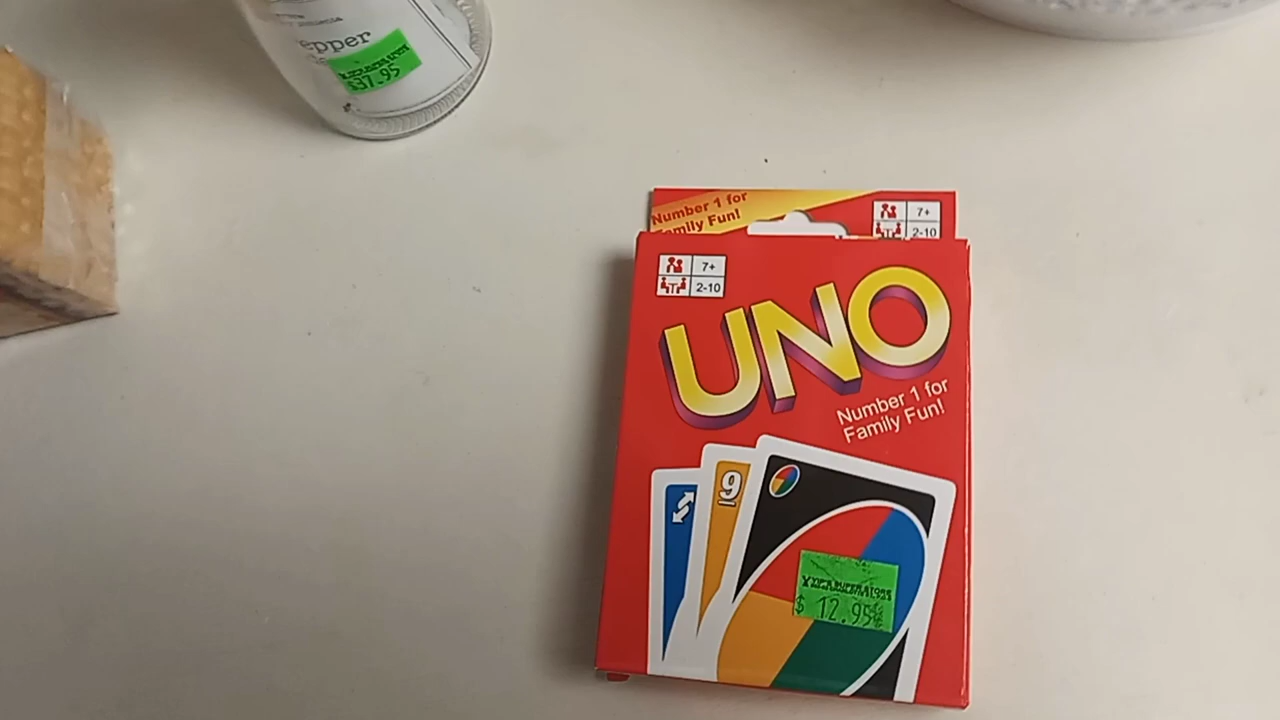 epper
$37.95
Number 1 for
Family Fun!
7+
2-10
7+
2-10
UNO
Number 1 for
Family Fun!
9
$ 12.95